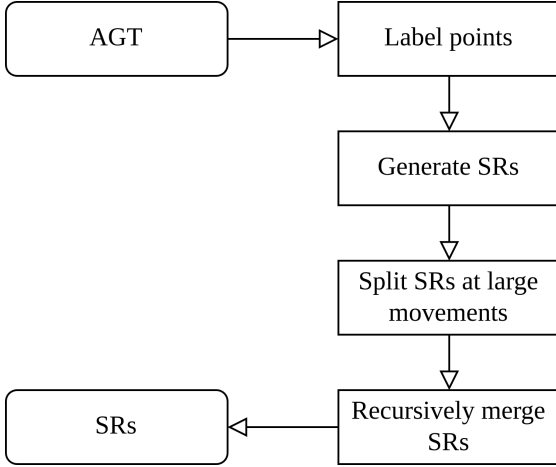 AGT
Label points
Generate SRs
Split SRs at large
movements
Recursively merge
SRs
SRs